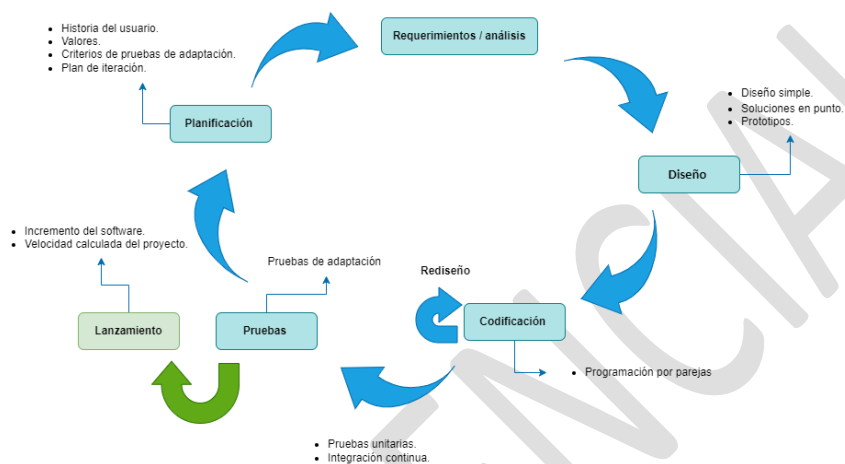 Historia del usuario.
Valores.
Criterios de pruebas de adaptación.
Plan de iteración.
Requerimientos / análisis
Planificación
Diseño simple.
Soluciones en punto.
Prototipos.
Diseño
Incremento del software.
Velocidad calculada del proyecto.
Pruebas de adaptación
Rediseño
Lanzamiento
Pruebas
Codificación
Programación por parejas
Pruebas unitarias.
Integración continua.
ENCIAL